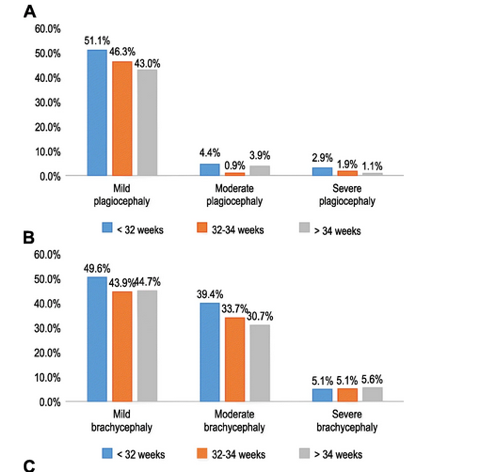 A
60.0%
51.1%
50.0%
46.3%
43.0%
40.0%
30.0%
20.0%
10.0%
4.4%
0.9%
3.9%
2.9%
1.9%
1.1%
0.0%
Mild
plagiocephaly
Moderate
plagiocephaly
Severe
plagiocephaly
< 32 weeks
32-34 weeks
> 34 weeks
B
60.0%
50.0%
49.6%
43.9%
44.7%
40.0%
39.4%
33.7%
30.7%
30.0%
20.0%
10.0%
5.1%
5.1%
5.6%
0.0%
Mild
brachycephaly
Moderate
brachycephaly
Severe
brachycephaly
< 32 weeks
32-34 weeks
> 34 weeks
C